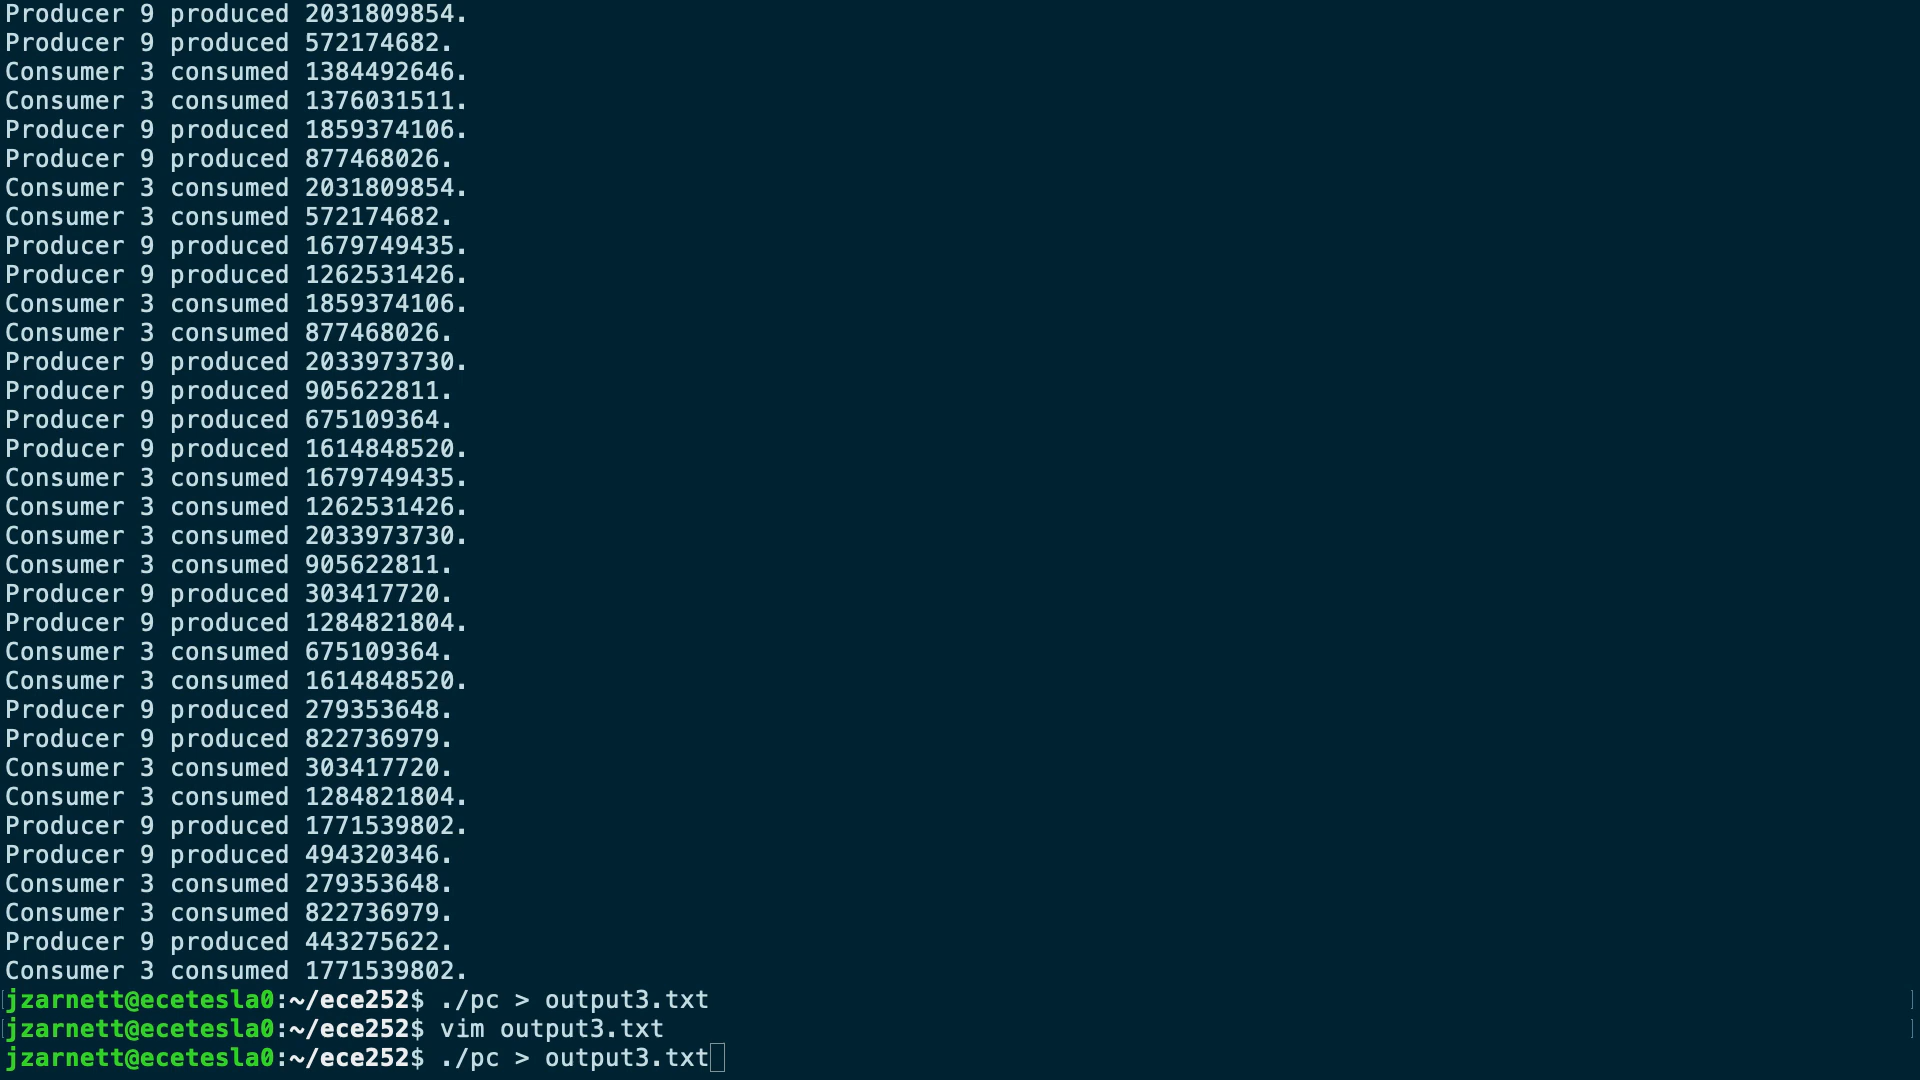 Producer 9 produced 2031809854.
Producer 9 produced 572174682.
Consumer 3 consumed 1384492646.
Consumer 3 consumed 1376031511.
Producer 9 produced 1859374106.
Producer 9 produced 877468026.
Consumer 3 consumed 2031809854.
Consumer 3 consumed 572174682.
Producer 9 produced 1679749435.
Producer 9 produced 1262531426.
Consumer 3 consumed 1859374106.
Consumer 3 consumed 877468026.
Producer 9 produced 2033973730.
Producer 9 produced 905622811.
Producer 9 produced 675109364.
Producer 9 produced 1614848520.
Consumer 3 consumed 1679749435.
Consumer 3 consumed 1262531426.
Consumer 3 consumed 2033973730.
Consumer 3 consumed 905622811.
Producer 9 produced 303417720.
Producer 9 produced 1284821804.
Consumer 3 consumed 675109364.
Consumer 3 consumed 1614848520.
Producer 9 produced 279353648.
Producer 9 produced 822736979.
Consumer 3 consumed 303417720.
Consumer 3 consumed 1284821804.
Producer 9 produced 1771539802.
Producer 9 produced 494320346.
Consumer 3 consumed 279353648.
Consumer 3 consumed 822736979.
Producer 9 produced 443275622.
Consumer 3 consumed 1771539802.
jzarnett@ecetesla0:~/ece252$ ./pc > output3.txt
jzarnett@ecetesla0:~/ece252$ vim output3.txt
jzarnett@ecetesla0:~/ece252$ ./pc > output3.txt